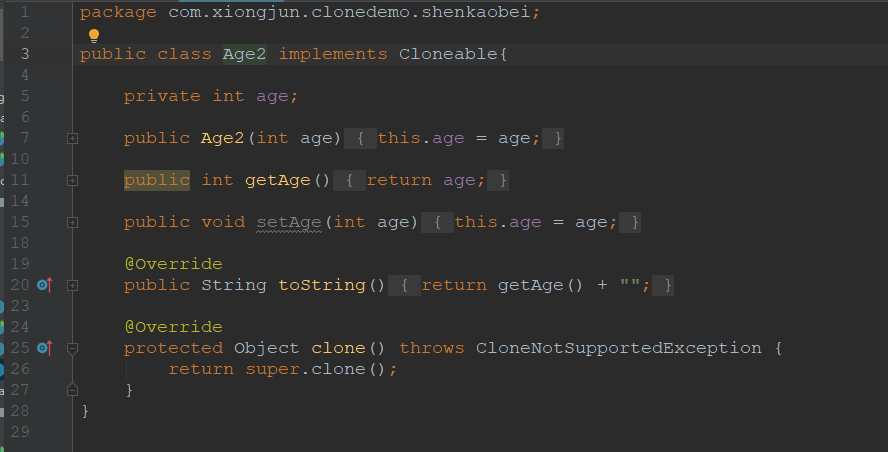 1 package com.xiongjun.clonedemo.shenkaobei;
2
3 public class Age2 implements Cloneable{
4
5 private int age;
6
7 public Age2(int age) { this.age = age; }
10
11 public int getAge() { return age; }
14
15 public void setAge(int age) { this.age = age; }
18
19 @Override
20 public String toString() { return getAge() + ""; }
23
24 @Override
25 protected Object clone() throws CloneNotSupportedException {
26 return super.clone();
27 }
28 }
29